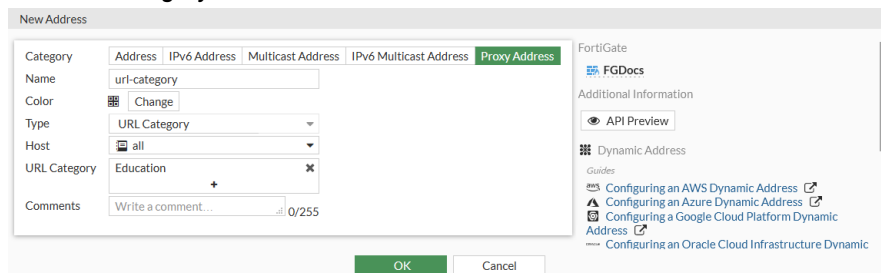 New Address
Category Address IPv6 Address Multicast Address IPv6 Multicast Address Proxy Address
Name url-category
Color Change
Type URL Category
Host all
URL Category Education
Comments Write a comment... 0/255
OK Cancel
FortiGate
FGDocs
Additional Information
API Preview
Dynamic Address
Guides
aws Configuring an AWS Dynamic Address
Configuring an Azure Dynamic Address
Configuring a Google Cloud Platform Dynamic
Address
Configuring an Oracle Cloud Infrastructure Dynamic